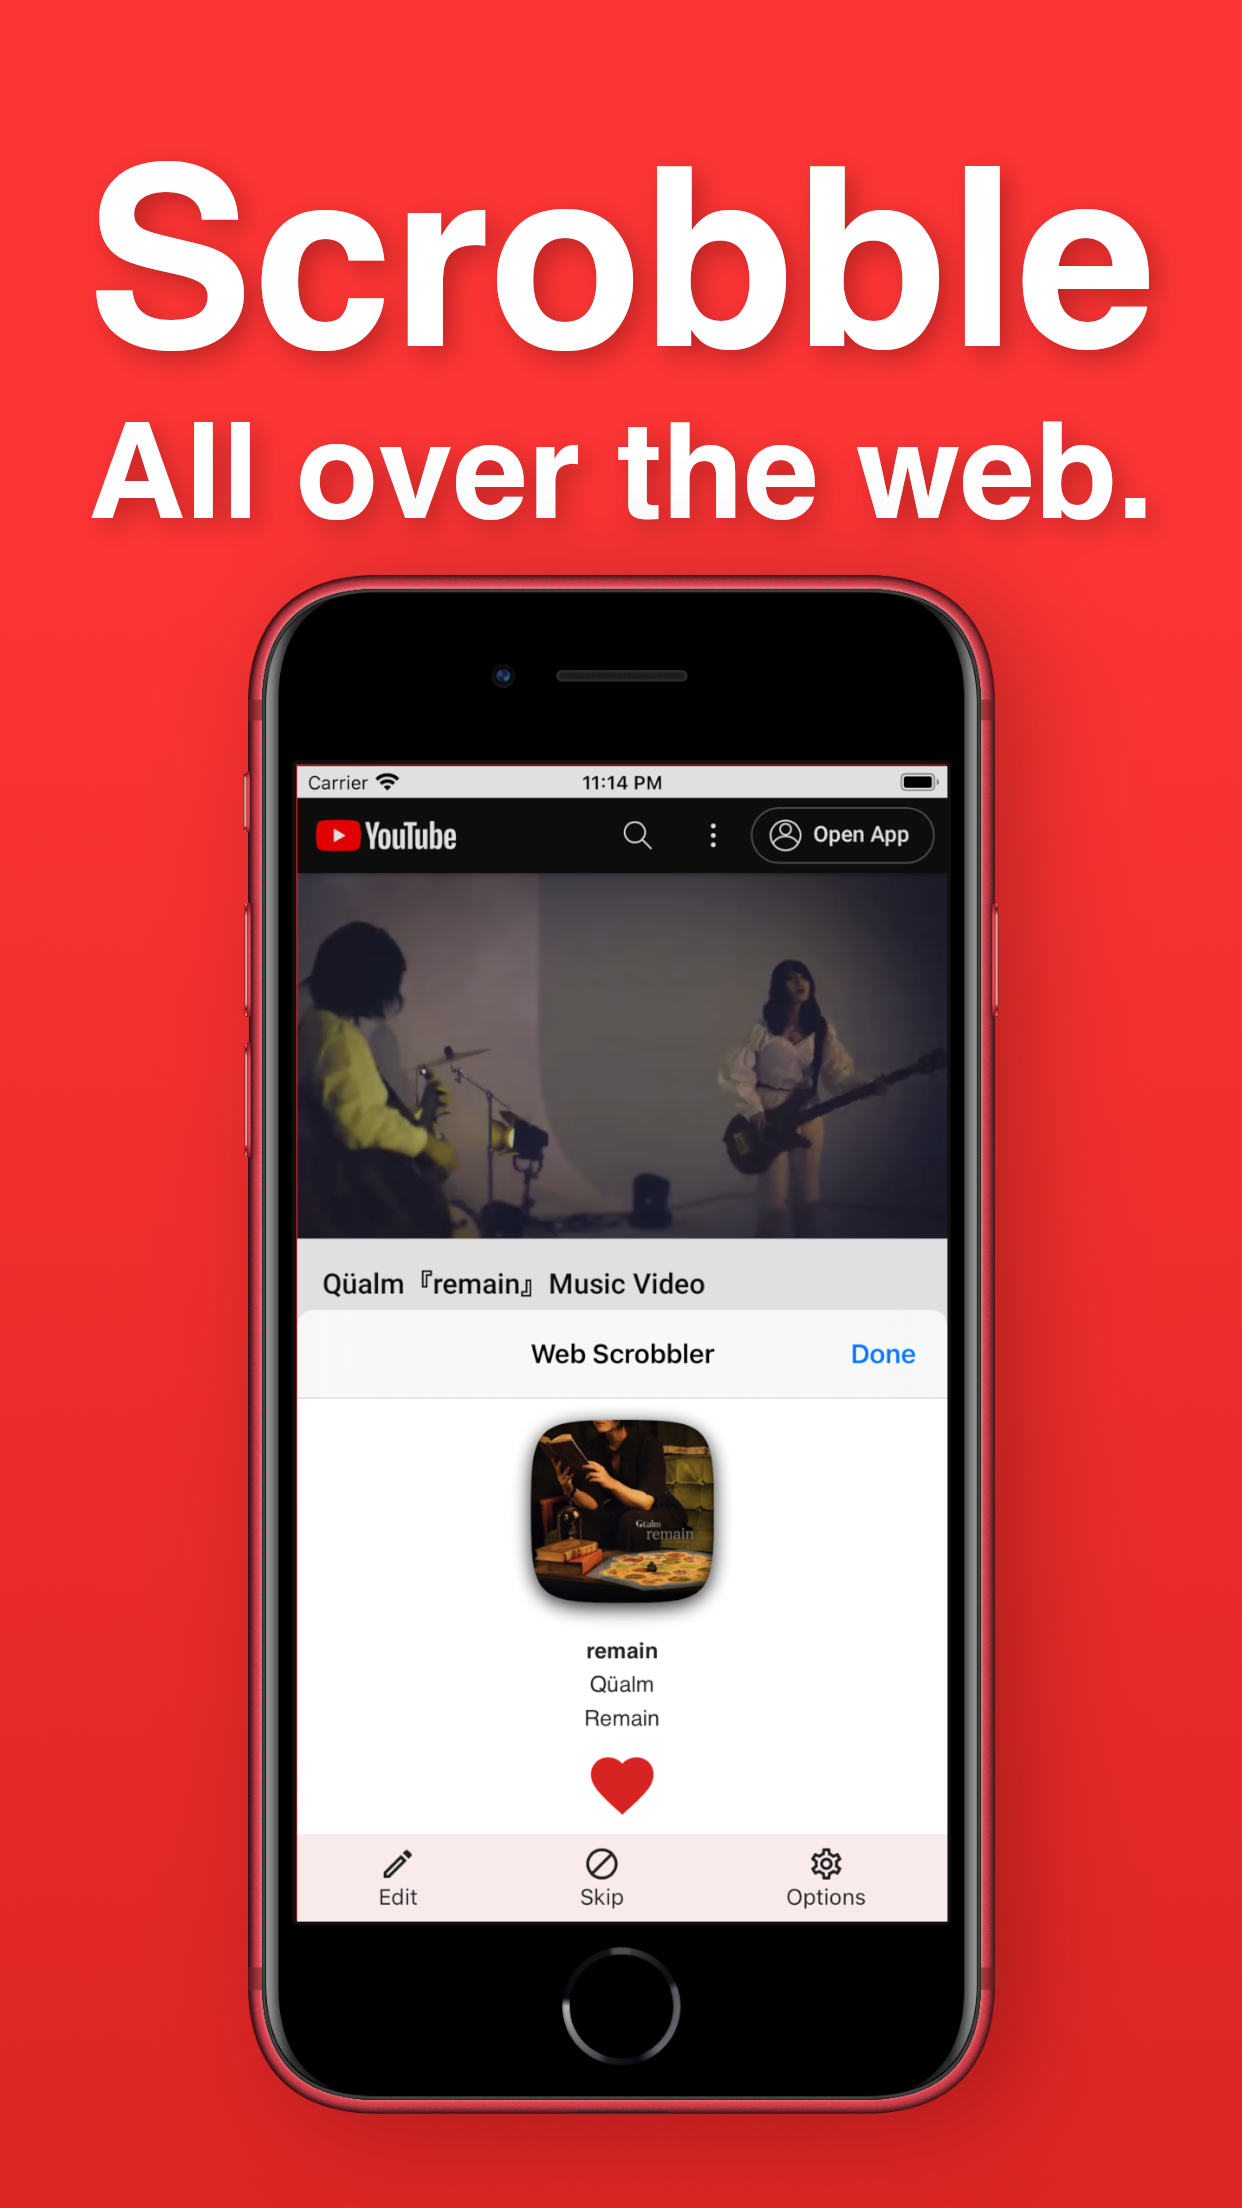 Scrobble
All over the web.
Carrier 11:14 PM
YouTube Open App
Qüalm『remain』Music Video
Web Scrobbler Done
Qüalm
remain
remain
Qüalm
Remain
Edit Skip Options